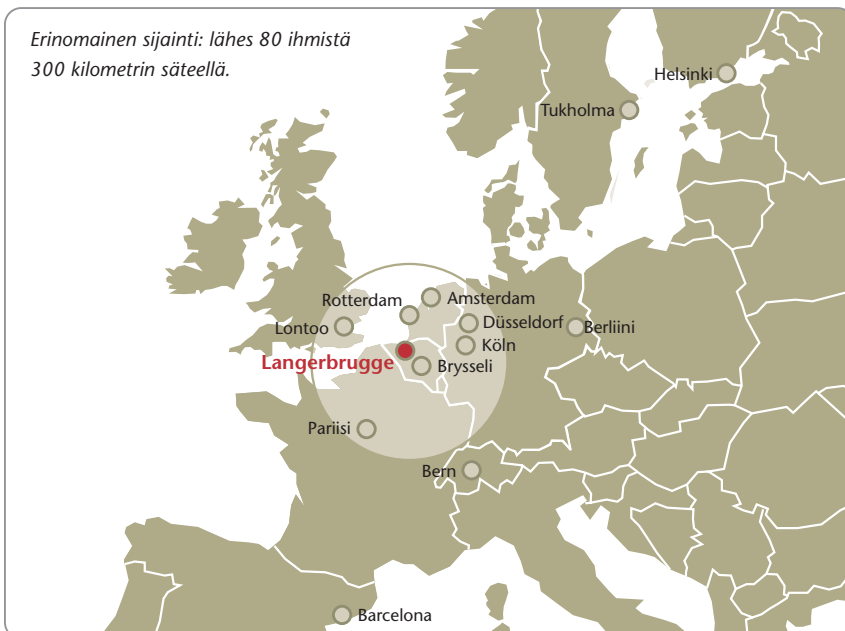 Erinomainen sijainti: lähes 80 ihmistä
300 kilometrin säteellä.
Helsinki
Tukholma
Rotterdam
Amsterdam
Lontoo
Düsseldorf
Berliini
Köln
Langerbrugge
Brysseli
Pariisi
Bern
Barcelona